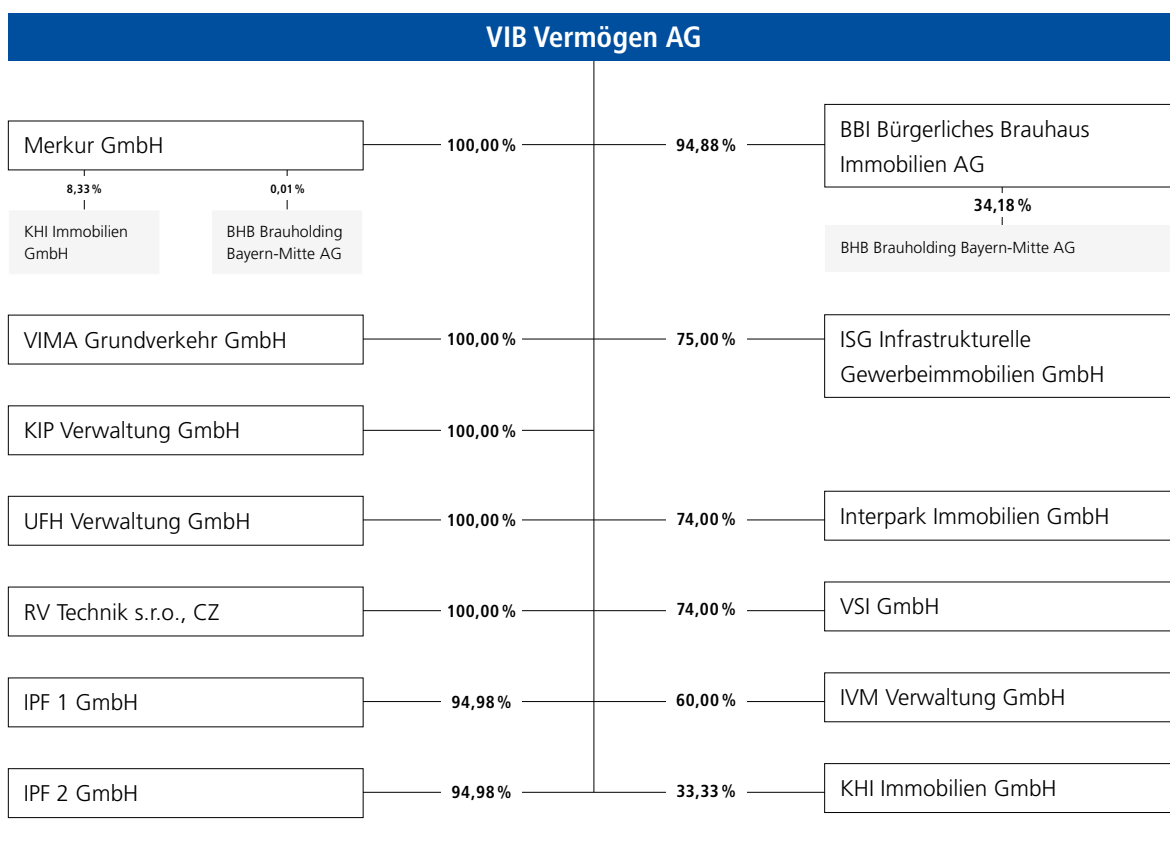 VIB Vermögen AG
Merkur GmbH
100,00 %
94,88 %
BBI Bürgerliches Brauhaus
Immobilien AG
8,33 %
0,01 %
34,18 %
KHI Immobilien
GmbH
BHB Brauholding
Bayern-Mitte AG
BHB Brauholding Bayern-Mitte AG
VIMA Grundverkehr GmbH
100,00 %
75,00 %
ISG Infrastrukturelle
Gewerbeimmobilien GmbH
KIP Verwaltung GmbH
100,00 %
UFH Verwaltung GmbH
100,00 %
74,00 %
Interpark Immobilien GmbH
RV Technik s.r.o., CZ
100,00 %
74,00 %
VSI GmbH
IPF 1 GmbH
94,98 %
60,00 %
IVM Verwaltung GmbH
IPF 2 GmbH
94,98 %
33,33 %
KHI Immobilien GmbH